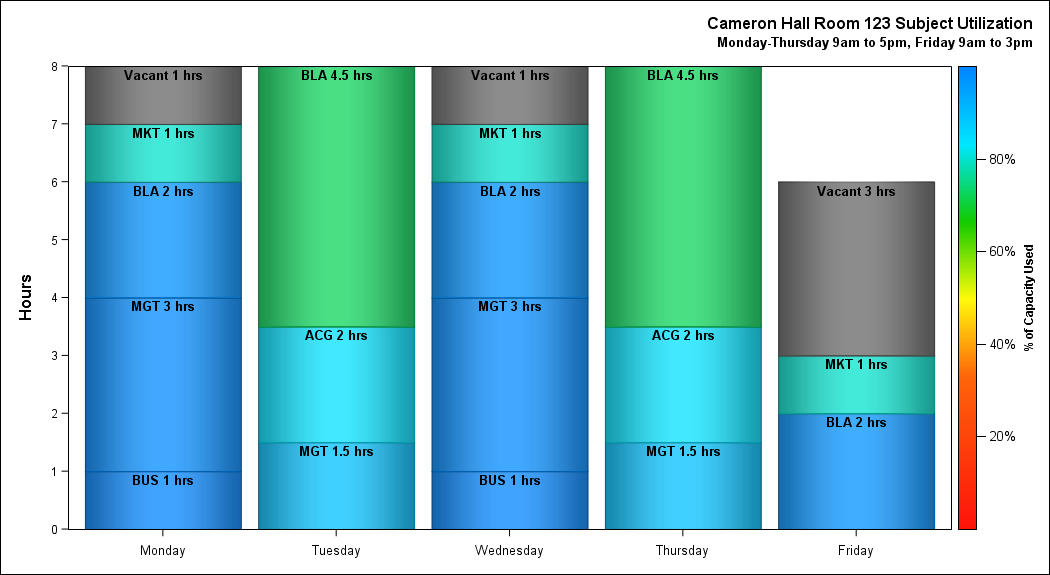 Cameron Hall Room 123 Subject Utilization
Monday-Thursday 9am to 5pm, Friday 9am to 3pm
Hours
8
7
6
5
4
3
2
1
0
Vacant 1 hrs
MKT 1 hrs
BLA 2 hrs
MGT 3 hrs
BUS 1 hrs
Monday
BLA 4.5 hrs
ACG 2 hrs
MGT 1.5 hrs
Tuesday
Vacant 1 hrs
MKT 1 hrs
BLA 2 hrs
MGT 3 hrs
BUS 1 hrs
Wednesday
BLA 4.5 hrs
ACG 2 hrs
MGT 1.5 hrs
Thursday
Vacant 3 hrs
MKT 1 hrs
BLA 2 hrs
Friday
80%
60%
40%
20%
% of Capacity Used